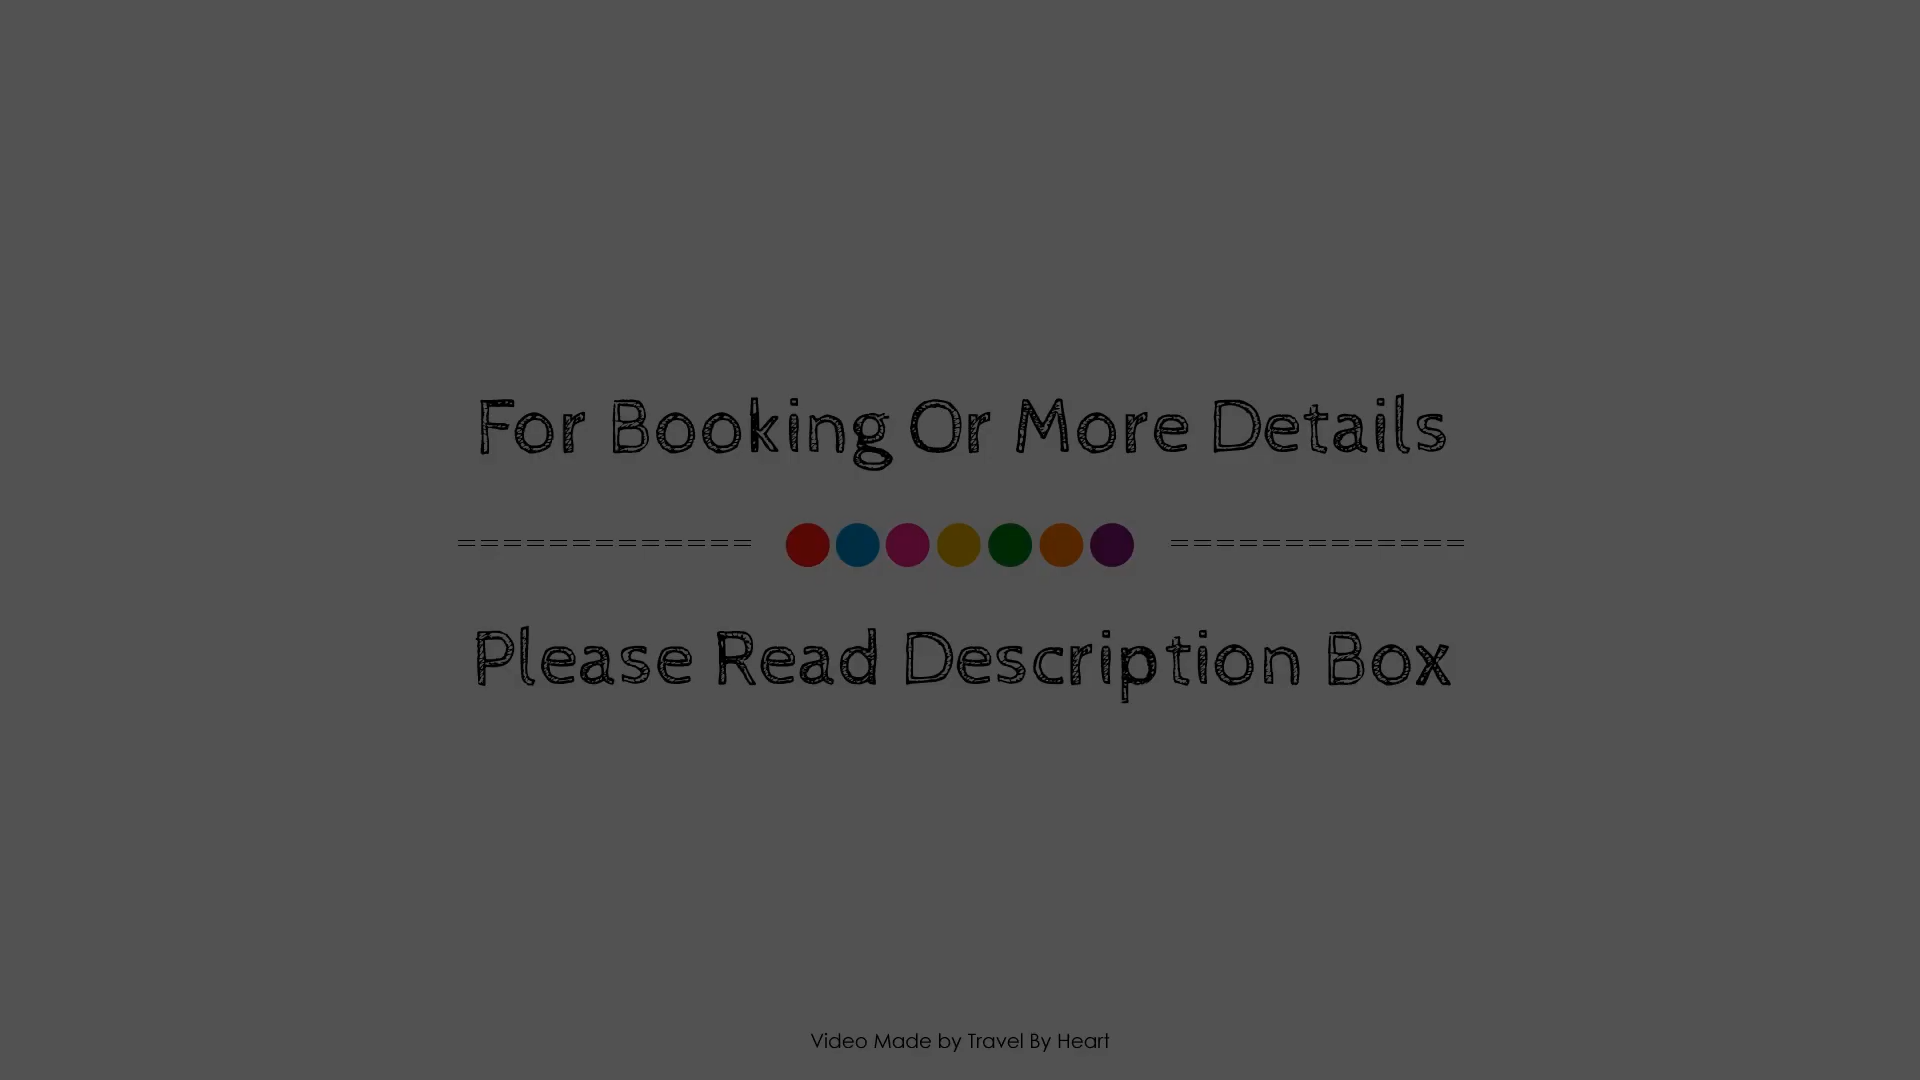 For Booking Or More Details
============= =============
Please Read Description Box
Video Made by Travel By Heart